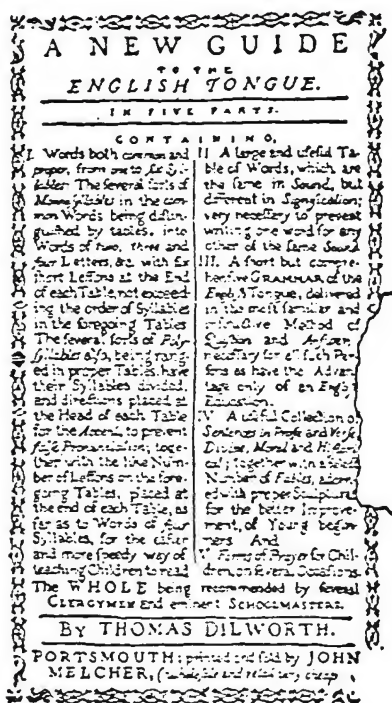 A NEW GUIDE
TO THE
ENGLISH TONGUE.
IN FIVE PARTS.
CONTAINING,
I. Words both common and
proper, from one to six Syl-
lables: The several sorts of
Monosyllables in the com-
mon Words being distin-
guished by tables, into
Words of two, three and
four Letters, &c. with six
short Lessons at the End
of each Table, not exceed-
ing the order of Syllables
in the foregoing Tables
The several sorts of Poly-
syllables also, being rang-
ed in proper Tables, have
their Syllables divided,
and directions placed at
the Head of each Table
for the Accent, to prevent
false Pronunciation; toge-
ther with the like Num-
ber of Lessons on the fore-
going Tables, placed at
the end of each Table, as
far as to Words of four
Syllables, for the easier
and more speedy way of
teaching Children to read
II. A large and useful Ta-
ble of Words, which are
the same in Sound, but
different in Signification;
very necessary to prevent
writing one word for any
other of the same Sound
III. A short but compre-
hensive GRAMMAR of the
English Tongue, delivered
in the most familiar and
instructive Method of
Question and Answer;
necessary for all such Per-
sons as have the Advan-
tage only of an English
Education.
IV. A useful Collection of
Sentences in Prose and Verse,
Divine, Moral and Histori-
cal; together with a select
Number of Fables, adorn-
ed with proper Sculptures
for the better Improve-
ment, of Young begin-
ners And
V. Forms of Prayer for Chil-
dren, on several Occasions.
The WHOLE being recommended by several
CLERGYMEN and eminent SCHOOLMASTERS.
By THOMAS DILWORTH.
PORTSMOUTH: printed and sold by JOHN
MELCHER, (wholesale and retail very cheap